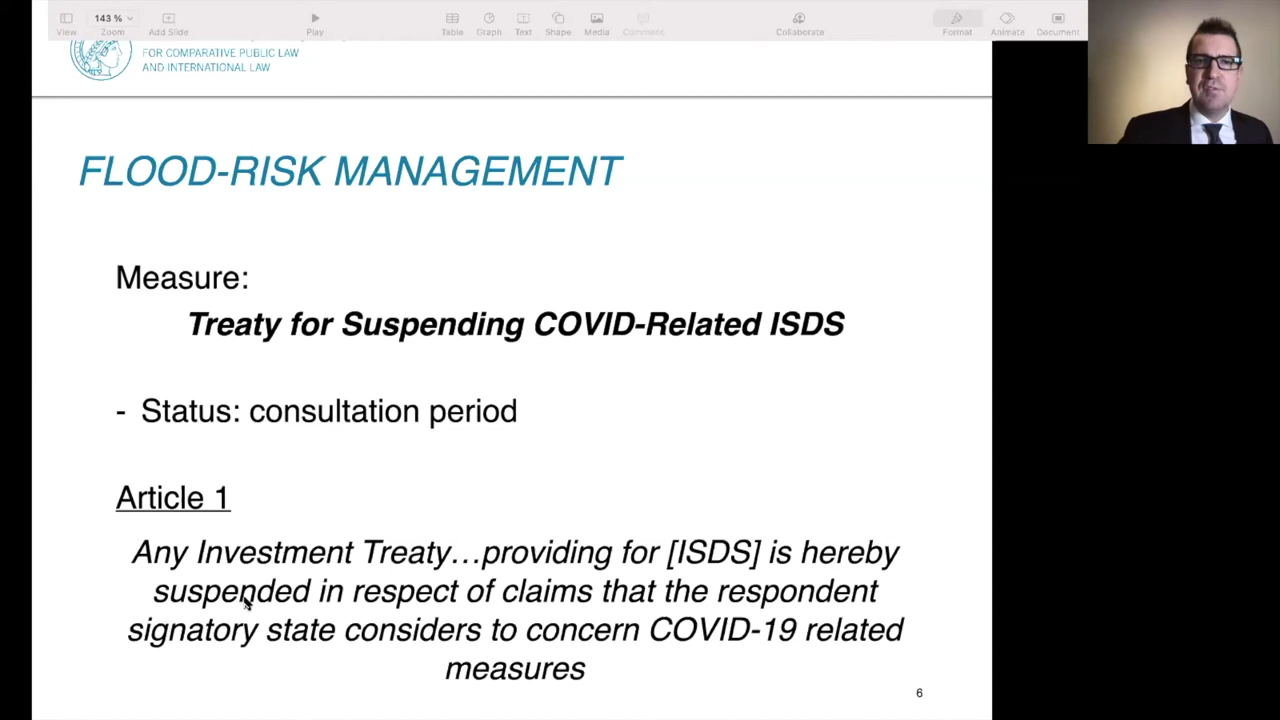 143 %
View
Zoom
Add Slide
Play
Table
Graph
Text
Shape
Media
Comment
Collaborate
Format
Animate
Document
FOR COMPARATIVE PUBLIC LAW
AND INTERNATIONAL LAW
FLOOD-RISK MANAGEMENT
Measure:
Treaty for Suspending COVID-Related ISDS
- Status: consultation period
Article 1
Any Investment Treaty…providing for [ISDS] is hereby
suspended in respect of claims that the respondent
signatory state considers to concern COVID-19 related
measures
6